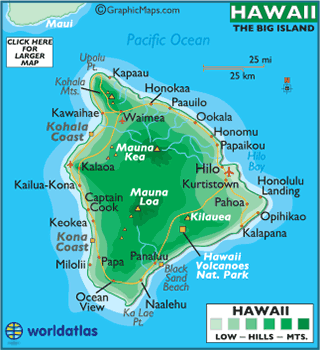 ©GraphicMaps.com
HAWAII
THE BIG ISLAND
Maui
CLICK HERE
FOR
LARGER
MAP
Pacific Ocean
25 mi
25 km
Upolu
Pt.
Kapaau
Kohala
Mts.
Honokaa
Paauilo
Kawaihae
Waimea
Ookala
Kohala
Coast
Honomu
Mauna
Kea
Papaikou
Hilo
Bay
Kalaoa
Hilo
Kurtistown
Honolulu
Landing
Kailua-Kona
Mauna
Loa
Captain
Cook
Pahoa
Opihikao
Keokea
Kilauea
Kalapana
Kona
Coast
Hawaii
Volcanoes
Nat. Park
Milolii
Papa
Panaluu
Black
Sand
Beach
Ocean
View
Naalehu
Ka Lae
Pt.
HAWAII
LOW – HILLS – MTS.
worldatlas